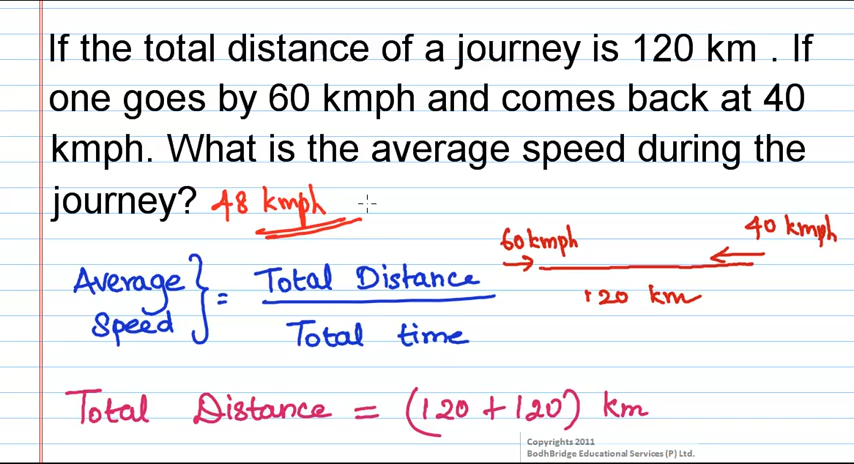 If the total distance of a journey is 120 km . If
one goes by 60 kmph and comes back at 40
kmph. What is the average speed during the
journey? 48 kmph
60 kmph
40 kmph
120 km
Average
Speed } = Total Distance
Total time
Total Distance = (120 + 120) km
Copyrights 2011
BodhBridge Educational Services (P) Ltd.